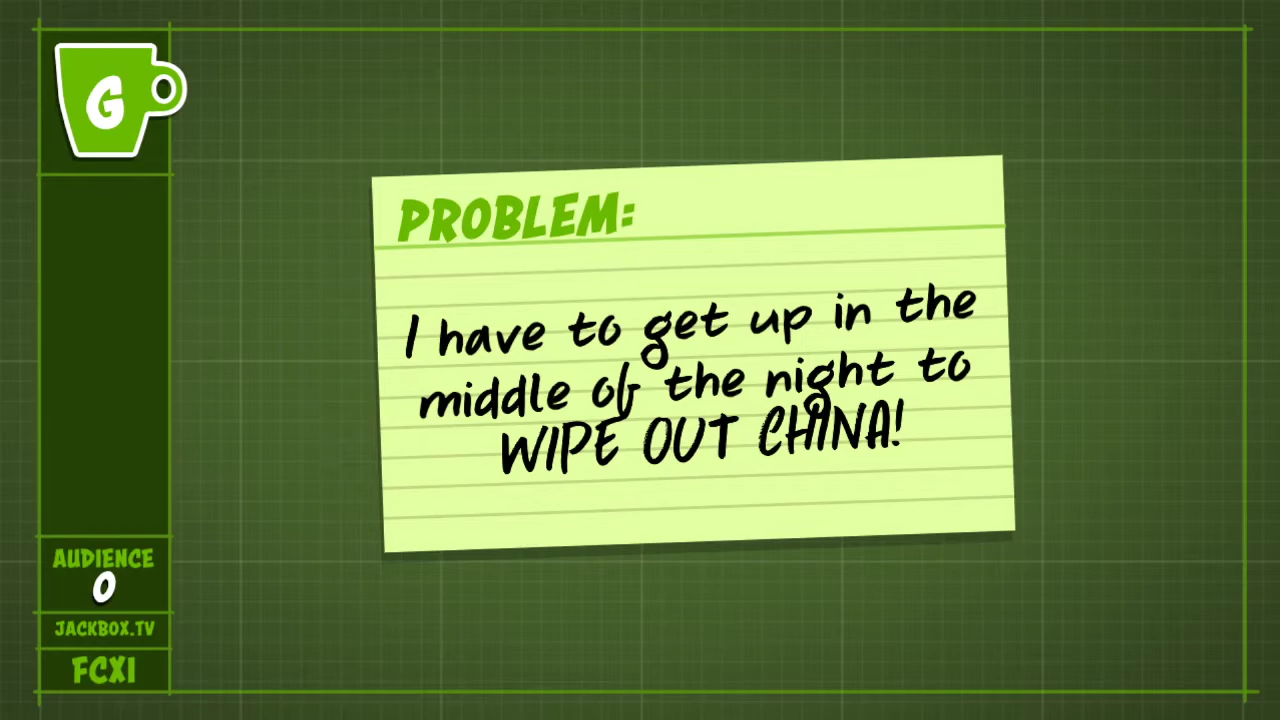 G
PROBLEM:
I have to get up in the
middle of the night to
WIPE OUT CHINA!
AUDIENCE
0
JACKBOX.TV
FCXI